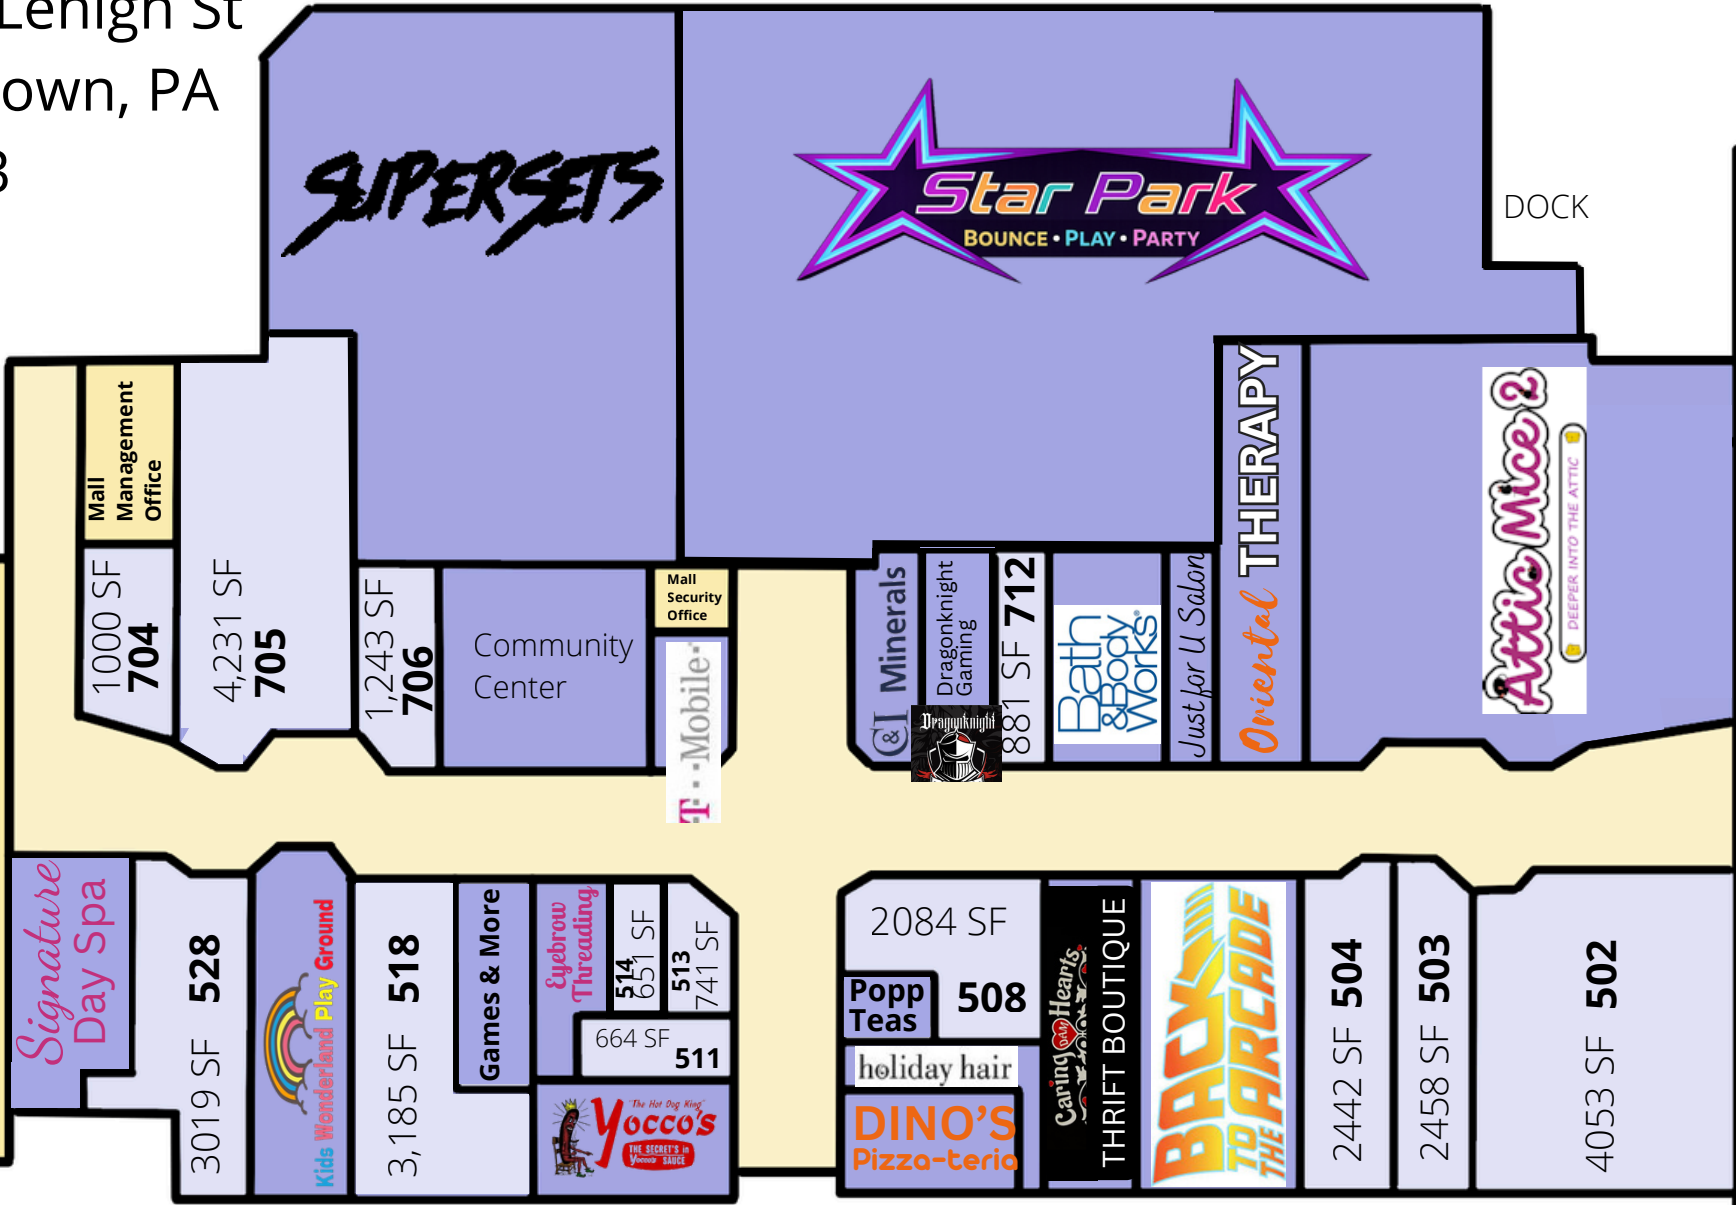 Lehigh St
own, PA
3
SUPERSETS
Star Park
BOUNCE • PLAY • PARTY
DOCK
Mall
Management
Office
1000 SF
704
4,231 SF
705
1,243 SF
706
Community
Center
Mall
Security
Office
T··Mobile·
C&I Minerals
Dragonknight
Gaming
Dragonknight
881 SF 712
Bath
& Body
Works
Just for U Salon
Oriental THERAPY
Attic Mice 2
DEEPER INTO THE ATTIC
Signature
Day Spa
3019 SF 528
Kids Wonderland Play Ground
3,185 SF 518
Games & More
Eyebrow
Threading
514
651 SF
513
741 SF
664 SF
511
"The Hot Dog King"
YOCCO'S
THE SECRET'S in
Yocco's SAUCE
2084 SF
508
Popp
Teas
holiday hair
DINO'S
Pizza-teria
Caring DAM Hearts
THRIFT BOUTIQUE
BACK
TO
THE ARCADE
2442 SF 504
2458 SF 503
4053 SF 502